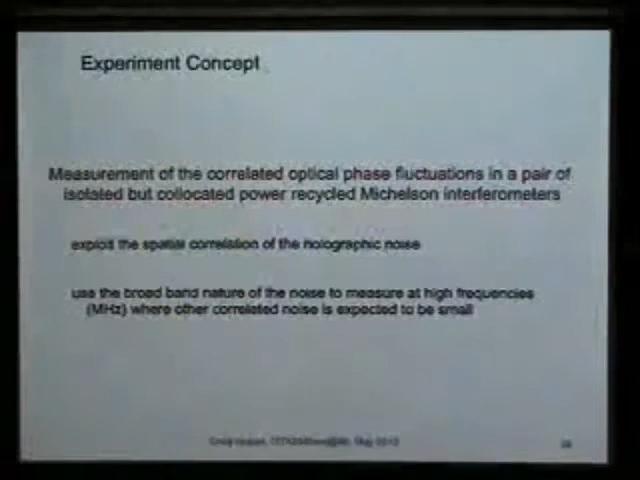 Experiment Concept
Measurement of the correlated optical phase fluctuations in a pair of
isolated but collocated power recycled Michelson interferometers
exploit the spatial correlation of the holographic noise
use the broad band nature of the noise to measure at high frequencies
(MHz) where other correlated noise is expected to be small